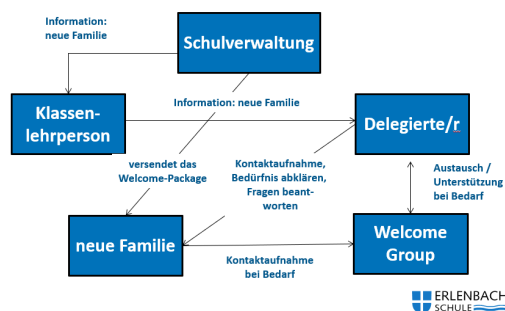 Information:
neue Familie
Schulverwaltung
Klassen-
lehrperson
Information: neue Familie
Delegierte/r
versendet das
Welcome-Package
Kontaktaufnahme,
Bedürfnis abklären,
Fragen beant-
worten
Austausch /
Unterstützung
bei Bedarf
neue Familie
Kontaktaufnahme
bei Bedarf
Welcome
Group
ERLENBACH
SCHULE